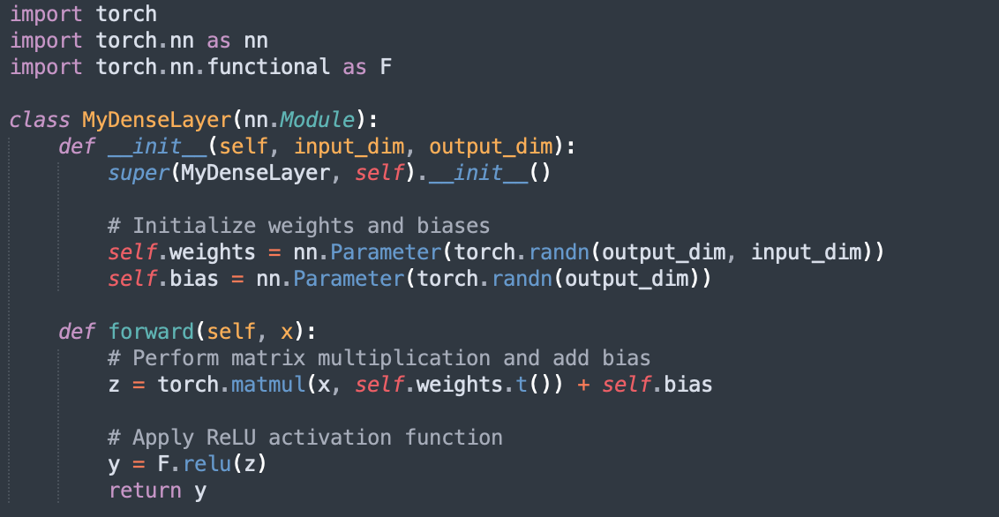 import torch
import torch.nn as nn
import torch.nn.functional as F

class MyDenseLayer(nn.Module):
    def __init__(self, input_dim, output_dim):
        super(MyDenseLayer, self).__init__()

        # Initialize weights and biases
        self.weights = nn.Parameter(torch.randn(output_dim, input_dim))
        self.bias = nn.Parameter(torch.randn(output_dim))

    def forward(self, x):
        # Perform matrix multiplication and add bias
        z = torch.matmul(x, self.weights.t()) + self.bias

        # Apply ReLU activation function
        y = F.relu(z)
        return y